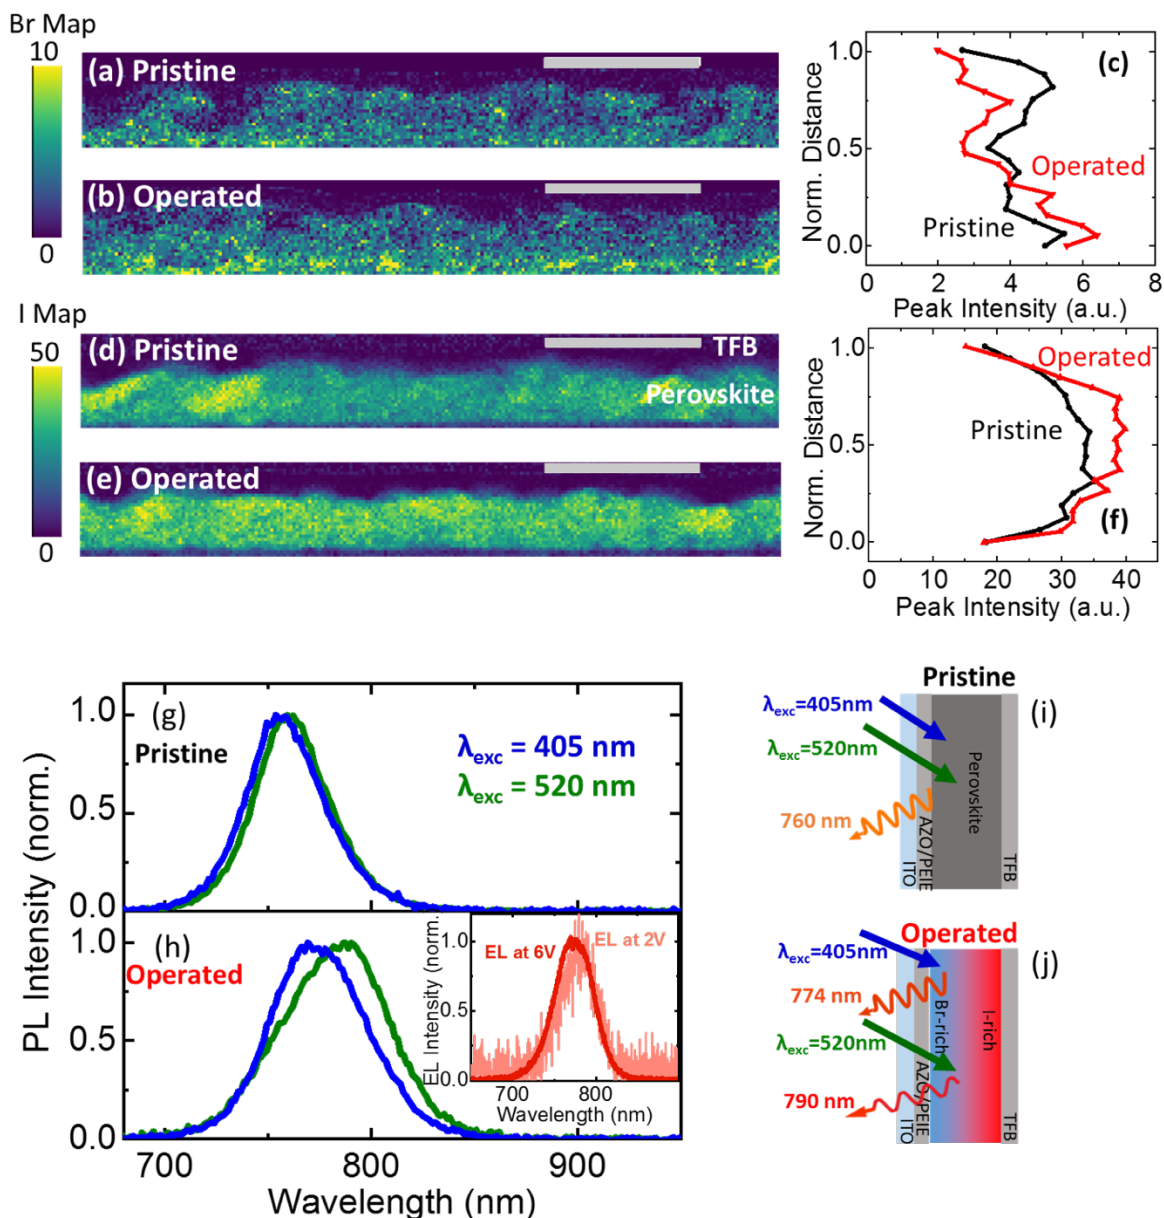 Br Map
10
0
(a) Pristine
(b) Operated
(c)
1.0
0.5
0.0
Norm. Distance
Operated
Pristine
0 2 4 6 8
Peak Intensity (a.u.)
I Map
50
0
(d) Pristine
TFB
Perovskite
(e) Operated
1.0
0.5
0.0
Norm. Distance
Operated
Pristine
(f)
0 10 20 30 40
Peak Intensity (a.u.)
PL Intensity (norm.)
1.0
0.5
0.0
(g)
Pristine
λexc = 405 nm
λexc = 520 nm
1.0
0.5
0.0
(h)
Operated
EL Intensity (norm.)
700 800
1.0
0.5
0.0
EL at 6V
EL at 2V
700 800
Wavelength (nm)
700 800 900
Wavelength (nm)
Pristine
(i)
λexc=405nm
λexc=520nm
760 nm
ITO
AZO/PEIE
Perovskite
TFB
Operated
(j)
λexc=405nm
774 nm
λexc=520nm
790 nm
ITO
AZO/PEIE
Br-rich
I-rich
TFB